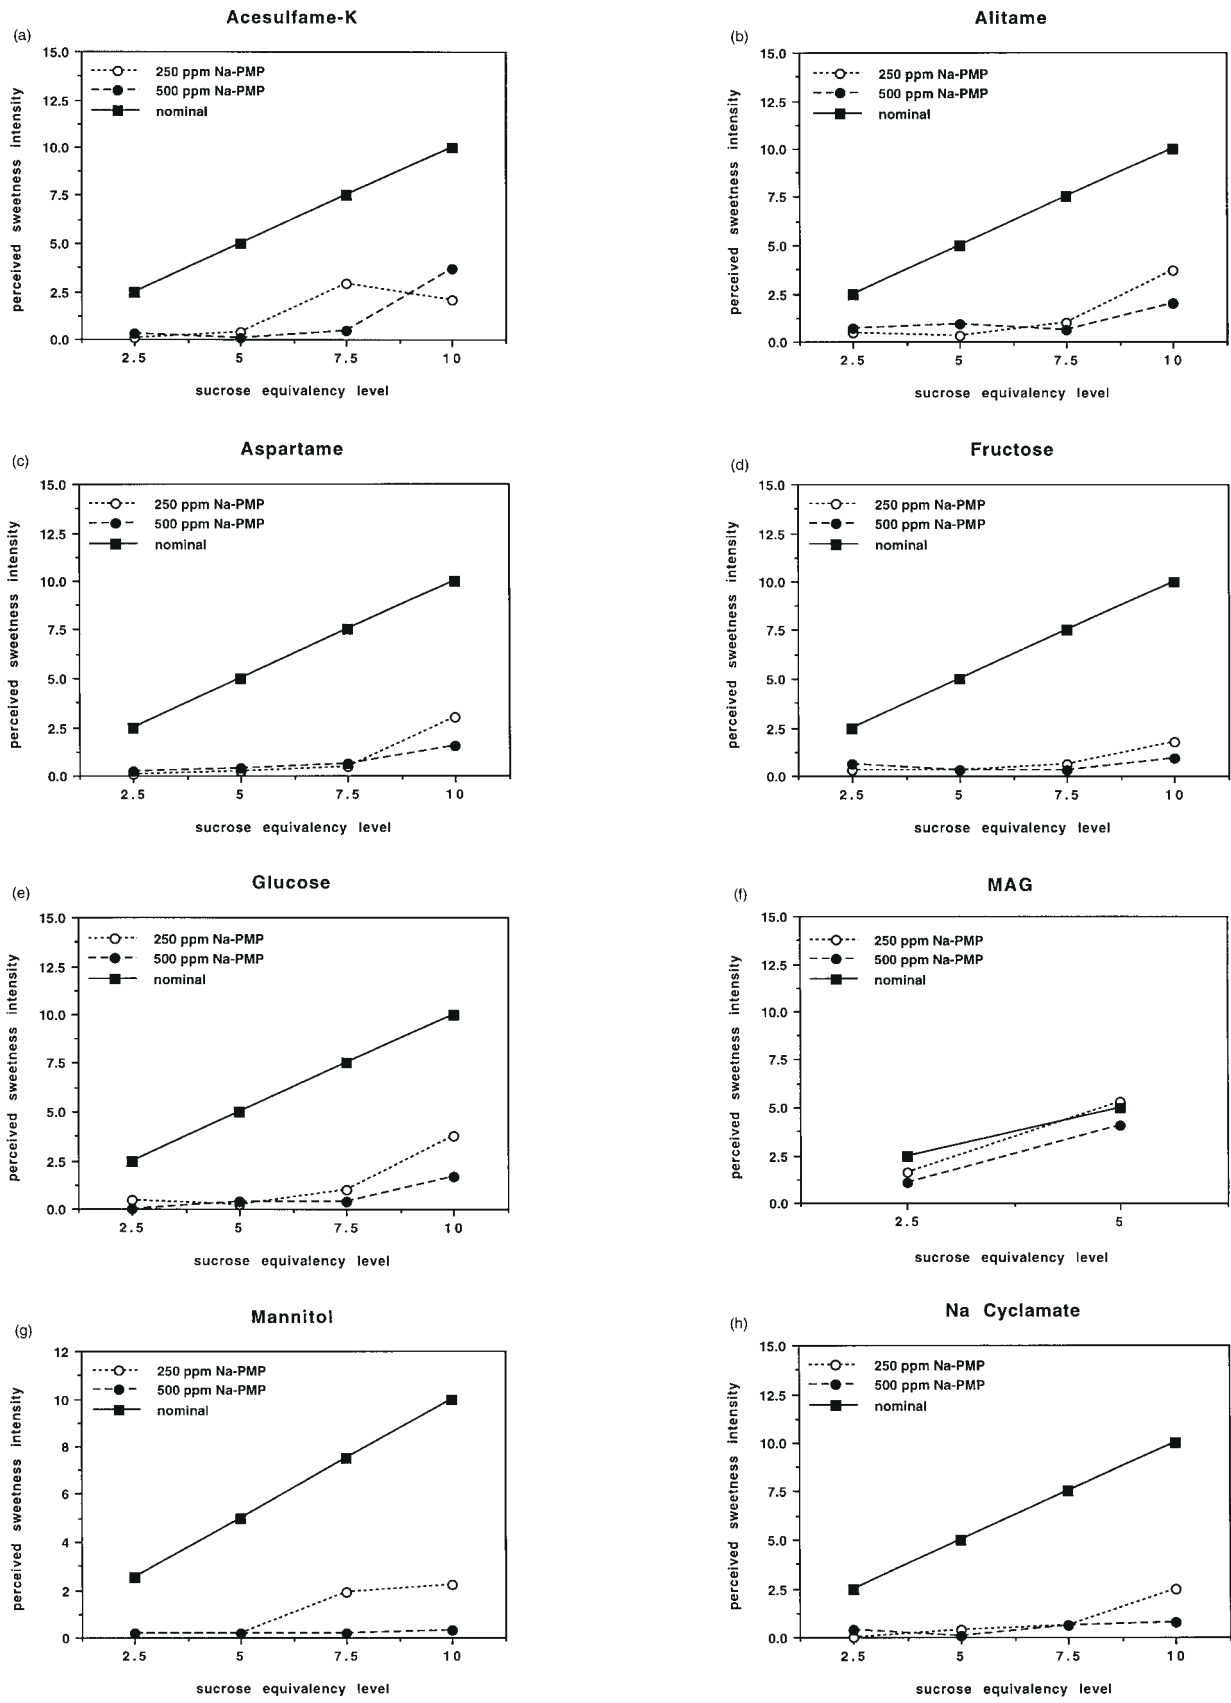 Acesulfame-K
(a)
15.0
12.5
10.0
7.5
5.0
2.5
0.0
perceived sweetness intensity
250 ppm Na-PMP
500 ppm Na-PMP
nominal
2.5 5 7.5 10
sucrose equivalency level
Alitame
(b)
15.0
12.5
10.0
7.5
5.0
2.5
0.0
perceived sweetness intensity
250 ppm Na-PMP
500 ppm Na-PMP
nominal
2.5 5 7.5 10
sucrose equivalency level
Aspartame
(c)
15.0
12.5
10.0
7.5
5.0
2.5
0.0
perceived sweetness intensity
250 ppm Na-PMP
500 ppm Na-PMP
nominal
2.5 5 7.5 10
sucrose equivalency level
Fructose
(d)
15.0
12.5
10.0
7.5
5.0
2.5
0.0
perceived sweetness intensity
250 ppm Na-PMP
500 ppm Na-PMP
nominal
2.5 5 7.5 10
sucrose equivalency level
Glucose
(e)
15.0
12.5
10.0
7.5
5.0
2.5
0.0
perceived sweetness intensity
250 ppm Na-PMP
500 ppm Na-PMP
nominal
2.5 5 7.5 10
sucrose equivalency level
MAG
(f)
15.0
12.5
10.0
7.5
5.0
2.5
0.0
perceived sweetness intensity
250 ppm Na-PMP
500 ppm Na-PMP
nominal
2.5 5
sucrose equivalency level
Mannitol
(g)
12
10
8
6
4
2
0
perceived sweetness intensity
250 ppm Na-PMP
500 ppm Na-PMP
nominal
2.5 5 7.5 10
sucrose equivalency level
Na Cyclamate
(h)
15.0
12.5
10.0
7.5
5.0
2.5
0.0
perceived sweetness intensity
250 ppm Na-PMP
500 ppm Na-PMP
nominal
2.5 5 7.5 10
sucrose equivalency level